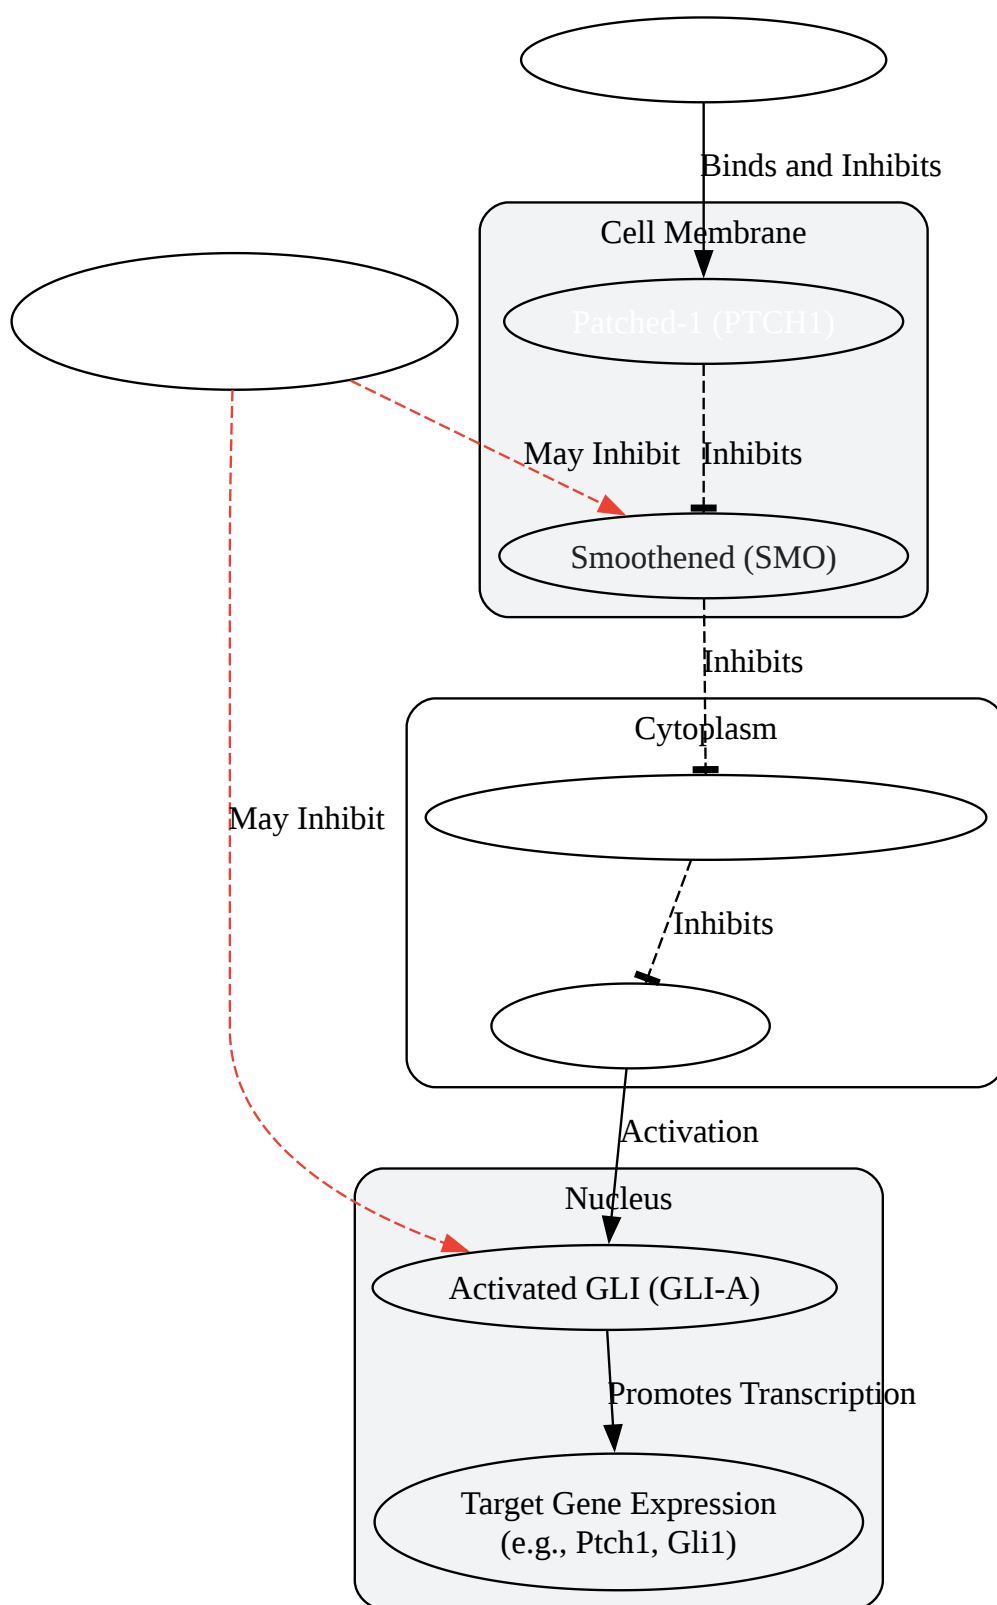 Binds and Inhibits
Cell Membrane
Patched-1 (PTCH1)
May Inhibit
Inhibits
Smoothened (SMO)
Inhibits
Cytoplasm
May Inhibit
Inhibits
Activation
Nucleus
Activated GLI (GLI-A)
Promotes Transcription
Target Gene Expression
(e.g., Ptch1, Gli1)